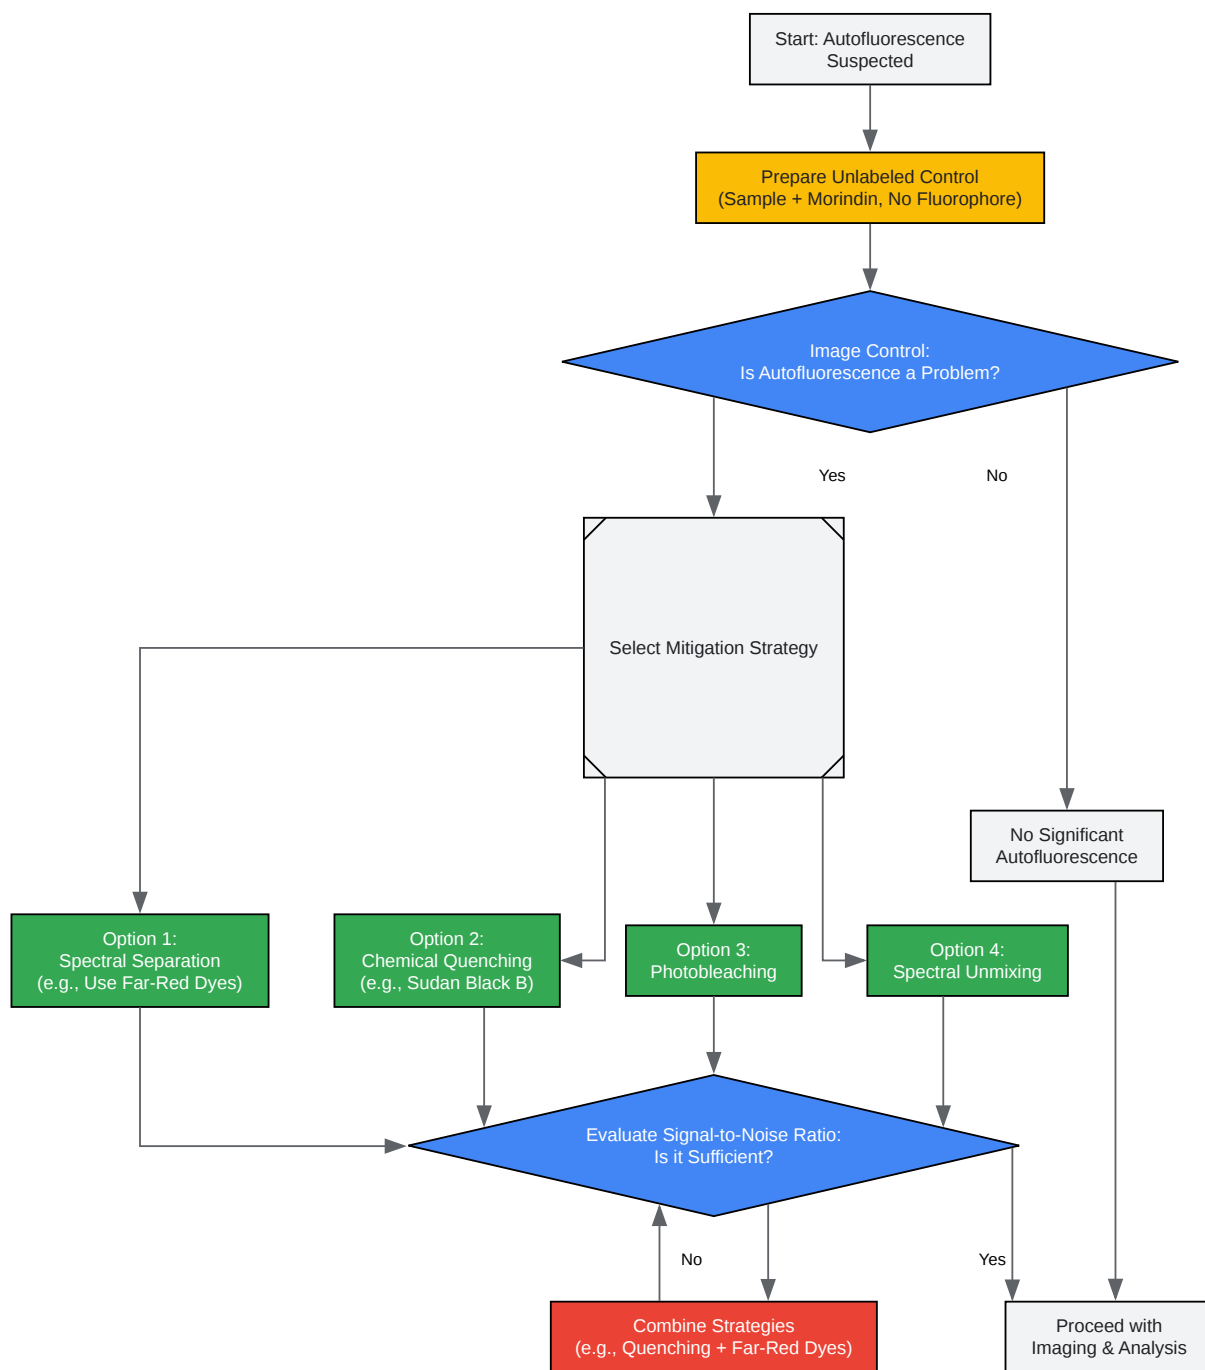 Start: Autofluorescence
Suspected
Prepare Unlabeled Control
(Sample + Morindin, No Fluorophore)
Image Control:
Is Autofluorescence a Problem?
Yes
No
Select Mitigation Strategy
No Significant
Autofluorescence
Option 1:
Spectral Separation
(e.g., Use Far-Red Dyes)
Option 2:
Chemical Quenching
(e.g., Sudan Black B)
Option 3:
Photobleaching
Option 4:
Spectral Unmixing
Evaluate Signal-to-Noise Ratio:
Is it Sufficient?
No
Yes
Combine Strategies
(e.g., Quenching + Far-Red Dyes)
Proceed with
Imaging & Analysis